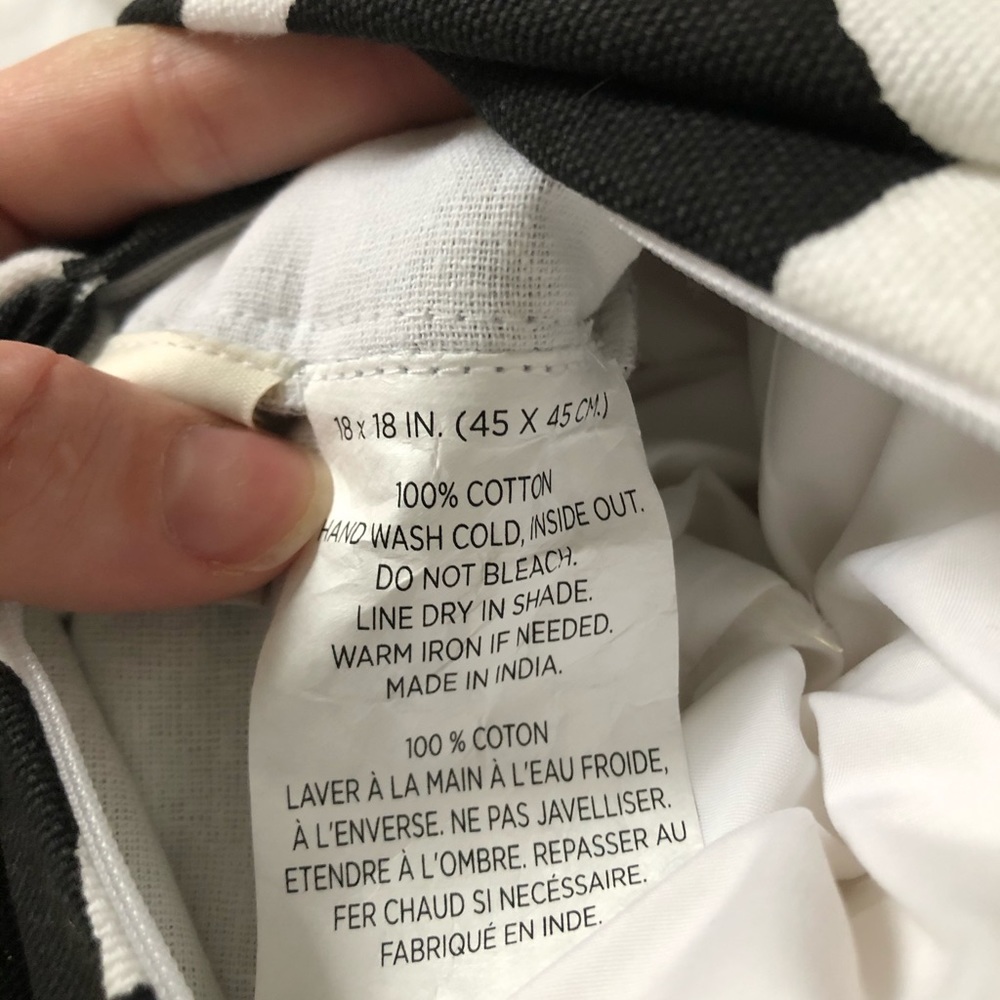 18 x 18 IN. (45 X 45 CM.)
100% COTTON
HAND WASH COLD, INSIDE OUT.
DO NOT BLEACH.
LINE DRY IN SHADE.
WARM IRON IF NEEDED.
MADE IN INDIA.
100 % COTON
LAVER À LA MAIN À L'EAU FROIDE,
À L'ENVERSE. NE PAS JAVELLISER.
ETENDRE À L'OMBRE. REPASSER AU
FER CHAUD SI NECÉSSAIRE.
FABRIQUÉ EN INDE.